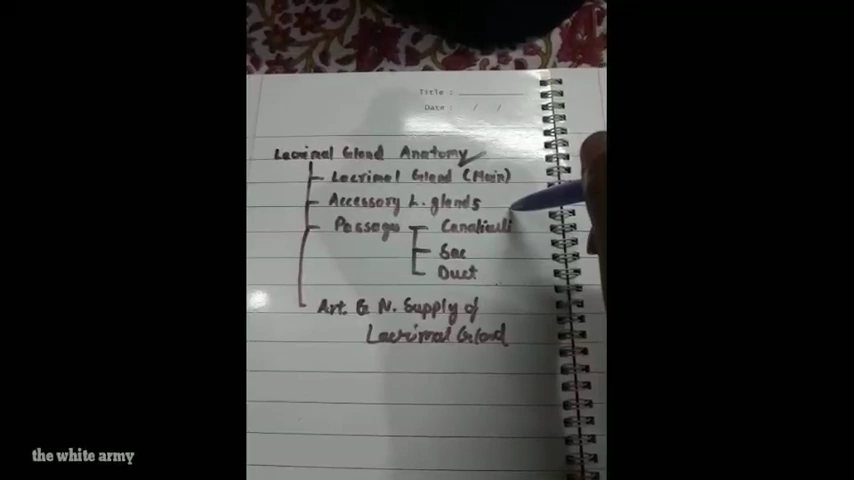 Title :
Date : / /
Lacrimal Gland Anatomy
Lacrimal Gland (Main)
Accessory L. glands
Passages Canaliculi
Sac
Duct
Art. & N. Supply of
Lacrimal Gland
the white army